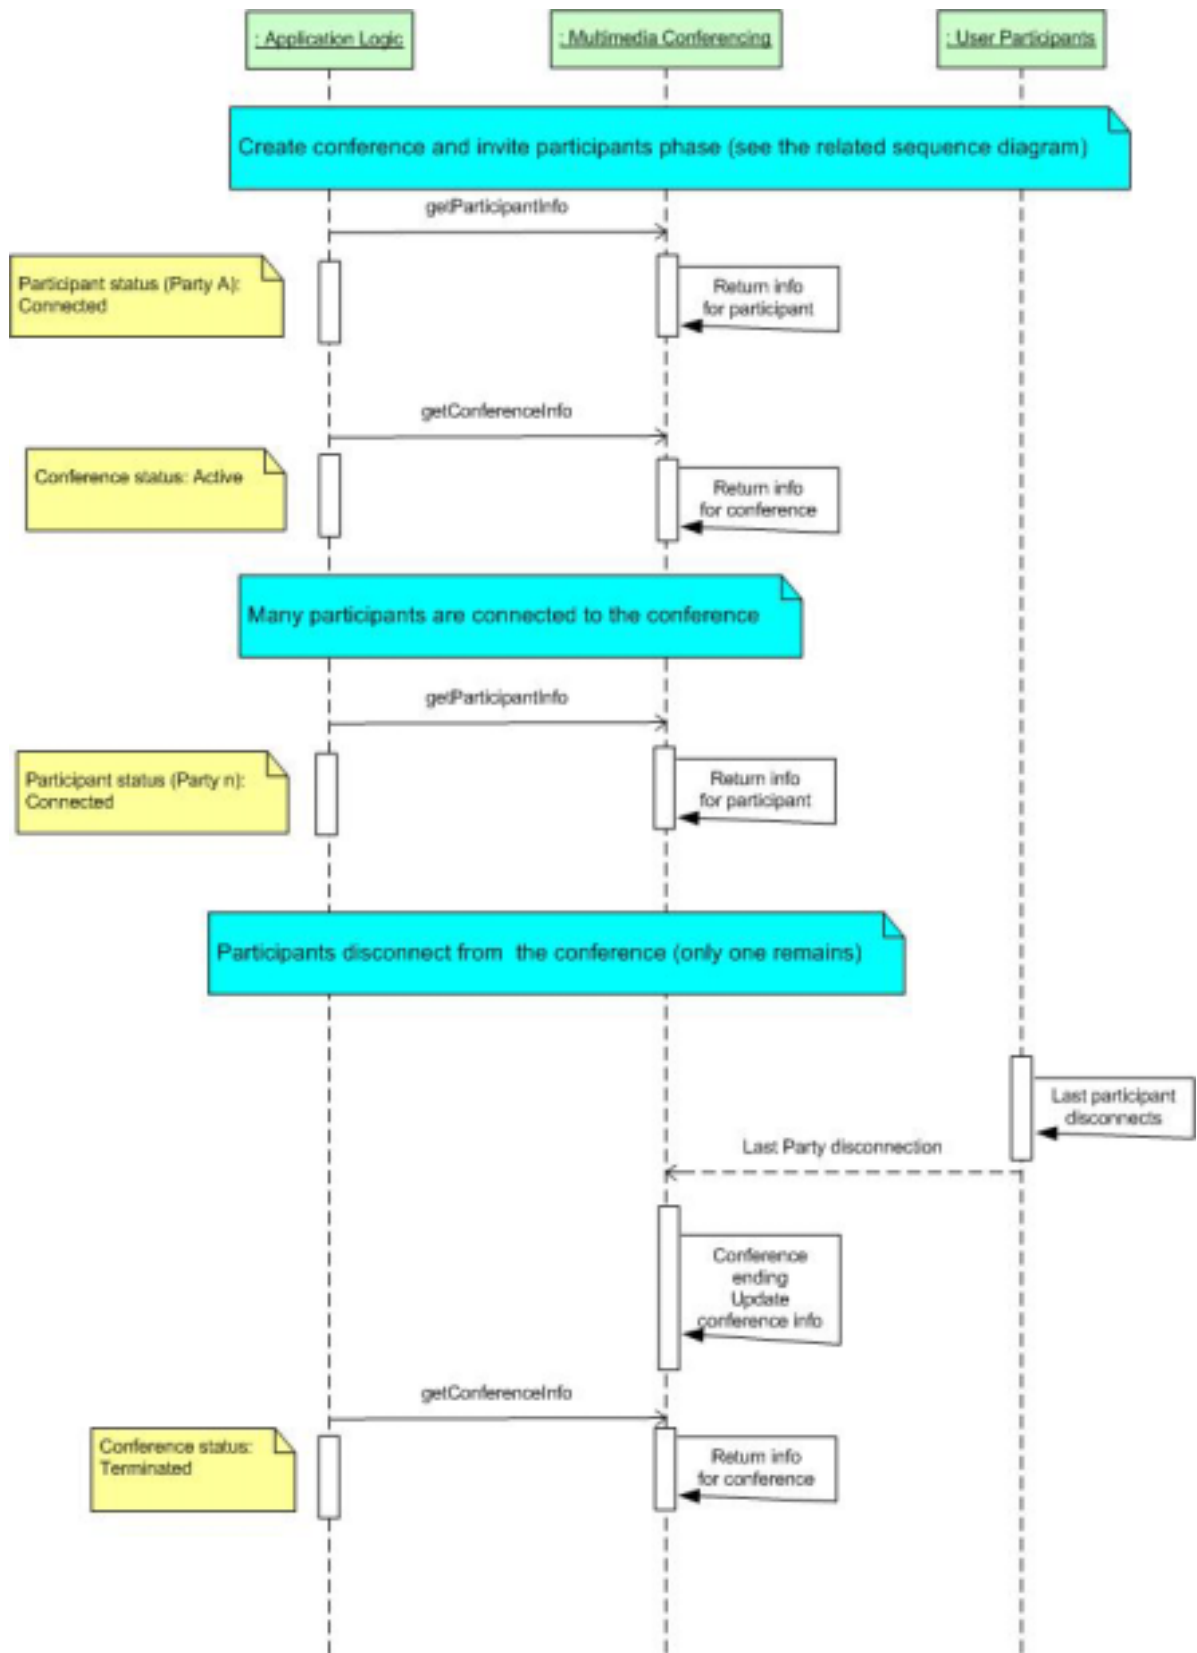 : Application Logic
: Multimedia Conferencing
: User Participants
Create conference and invite participants phase (see the related sequence diagram)
getParticipantInfo
Participant status (Party A):
Connected
Return info
for participant
getConferenceInfo
Conference status: Active
Return info
for conference
Many participants are connected to the conference
getParticipantInfo
Participant status (Party n):
Connected
Return info
for participant
Participants disconnect from the conference (only one remains)
Last participant
disconnects
Last Party disconnection
Conference
ending
Update
conference info
getConferenceInfo
Conference status:
Terminated
Return info
for conference